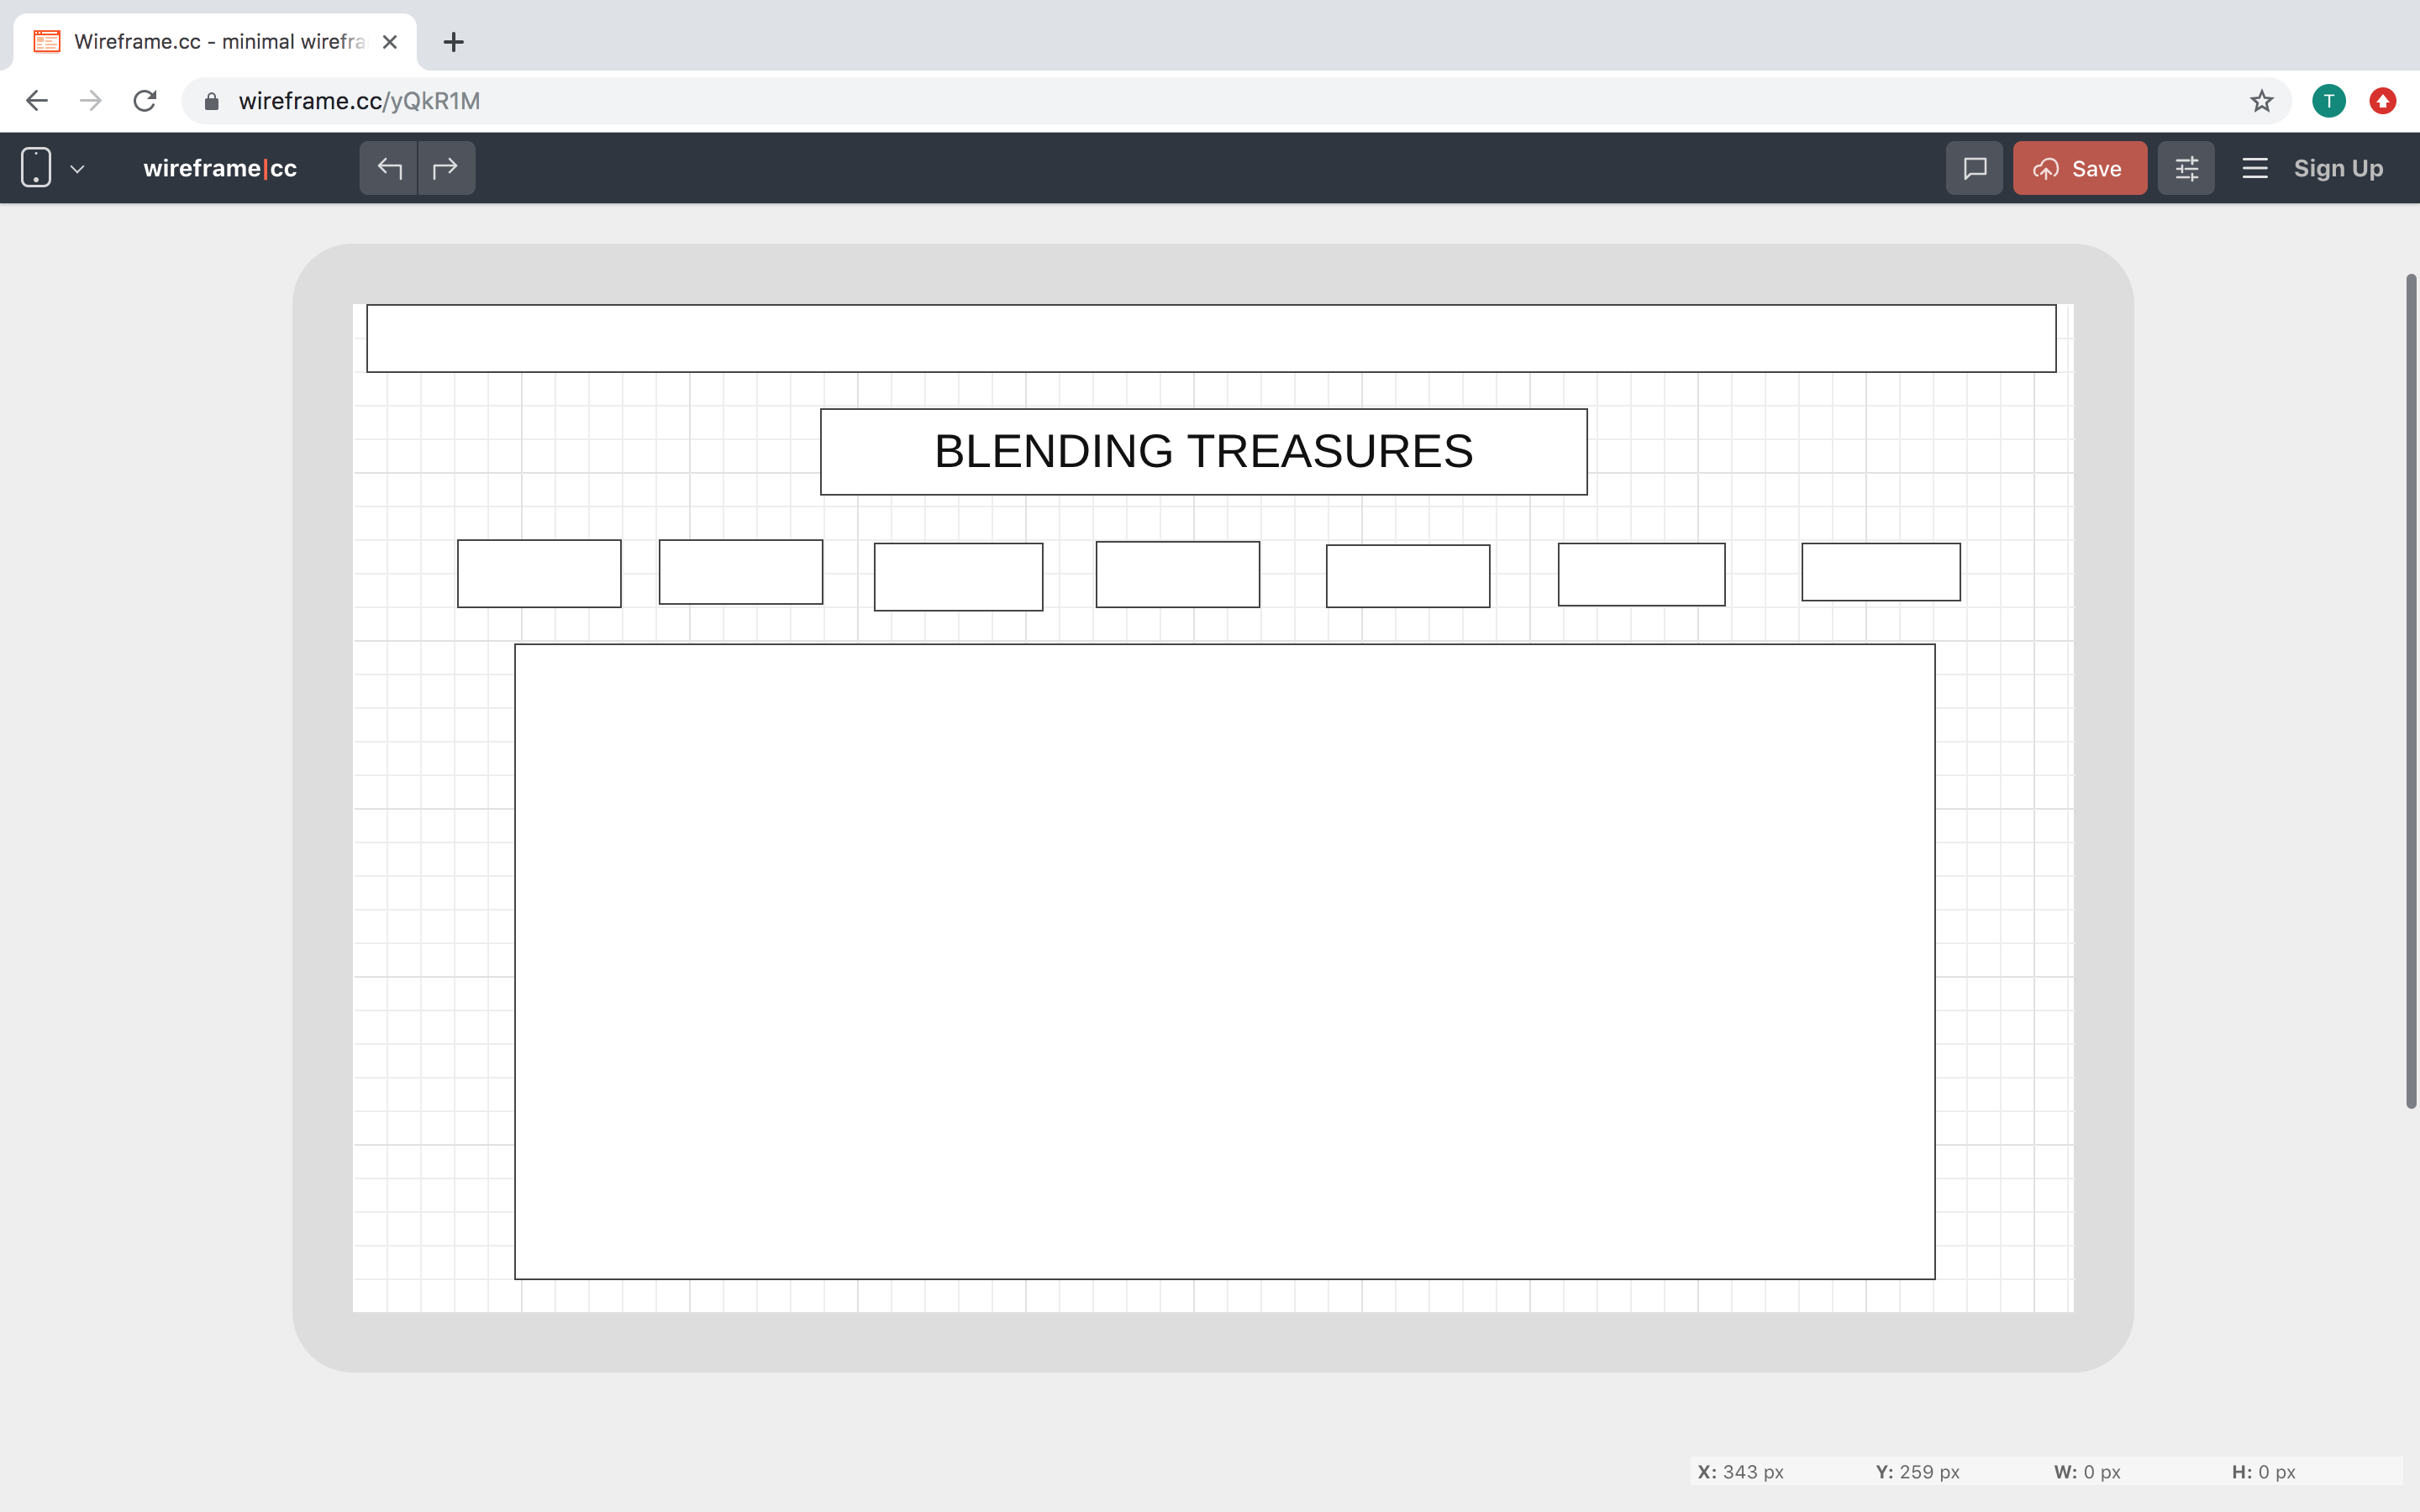 Wireframe.cc - minimal wirefra
wireframe.cc/yQkR1M
T
wireframe|cc
Save
Sign Up
BLENDING TREASURES
X: 343 px Y: 259 px W: 0 px H: 0 px